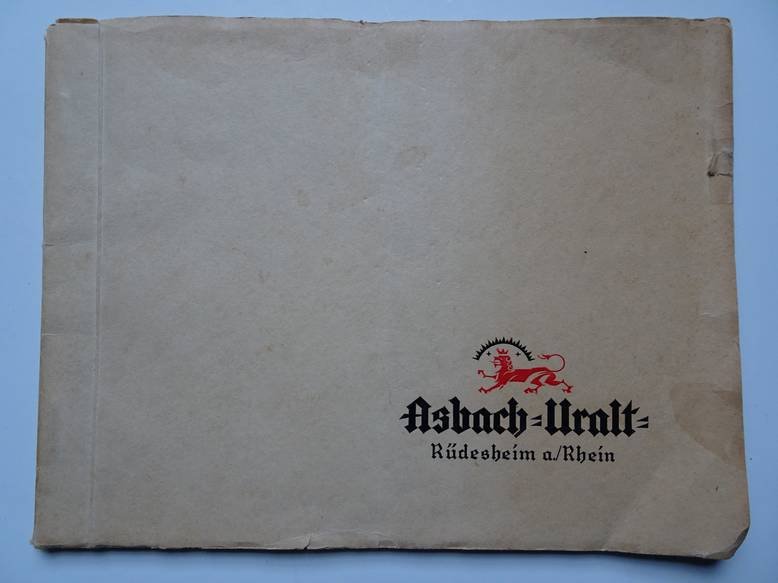 Asbach=Uralt=
Rüdesheim a./Rhein